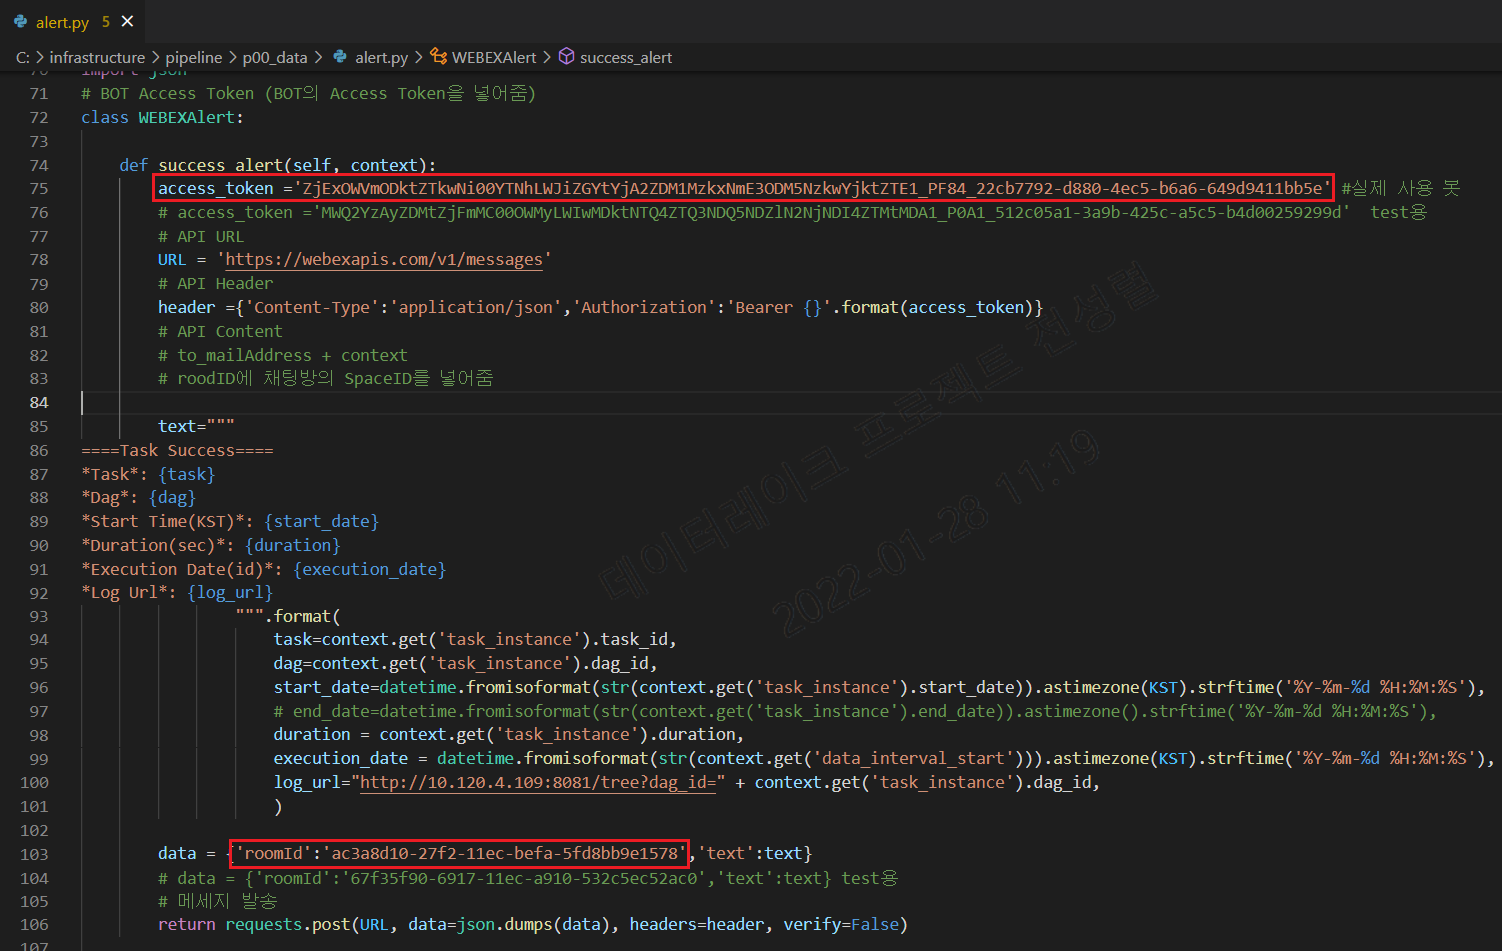 alert.py 5 ×
C: > infrastructure > pipeline > p00_data > alert.py > WEBEXAlert > success_alert
70 import json
71 # BOT Access Token (BOT의 Access Token을 넣어줌)
72 class WEBEXAlert:
73
74 def success_alert(self, context):
75 access_token ='ZjExOWVmODktZTkwNi00YTNhLWJiZGYtYjA2ZDM1MzkxNmE3ODM5NzkwYjktZTE1_PF84_22cb7792-d880-4ec5-b6a6-649d9411bb5e' #실제 사용 봇
76 # access_token ='MWQ2YzAyZDMtZjFmMC00OWMyLWIwMDktNTQ4ZTQ3NDQ5NDZlN2NjNDI4ZTMtMDA1_P0A1_512c05a1-3a9b-425c-a5c5-b4d00259299d' test용
77 # API URL
78 URL = 'https://webexapis.com/v1/messages'
79 # API Header
80 header ={'Content-Type':'application/json','Authorization':'Bearer {}'.format(access_token)}
81 # API Content
82 # to_mailAddress + context
83 # roodID에 채팅방의 SpaceID를 넣어줌
84
85 text="""
86 ====Task Success====
87 *Task*: {task}
88 *Dag*: {dag}
89 *Start Time(KST)*: {start_date}
90 *Duration(sec)*: {duration}
91 *Execution Date(id)*: {execution_date}
92 *Log Url*: {log_url}
93 """.format(
94 task=context.get('task_instance').task_id,
95 dag=context.get('task_instance').dag_id,
96 start_date=datetime.fromisoformat(str(context.get('task_instance').start_date)).astimezone(KST).strftime('%Y-%m-%d %H:%M:%S'),
97 # end_date=datetime.fromisoformat(str(context.get('task_instance').end_date)).astimezone().strftime('%Y-%m-%d %H:%M:%S'),
98 duration = context.get('task_instance').duration,
99 execution_date = datetime.fromisoformat(str(context.get('data_interval_start'))).astimezone(KST).strftime('%Y-%m-%d %H:%M:%S'),
100 log_url="http://10.120.4.109:8081/tree?dag_id=" + context.get('task_instance').dag_id,
101 )
102
103 data = {'roomId':'ac3a8d10-27f2-11ec-befa-5fd8bb9e1578','text':text}
104 # data = {'roomId':'67f35f90-6917-11ec-a910-532c5ec52ac0','text':text} test용
105 # 메세지 발송
106 return requests.post(URL, data=json.dumps(data), headers=header, verify=False)
107
데이터레이크 프로젝트 전성렬
2022-01-28 11:19